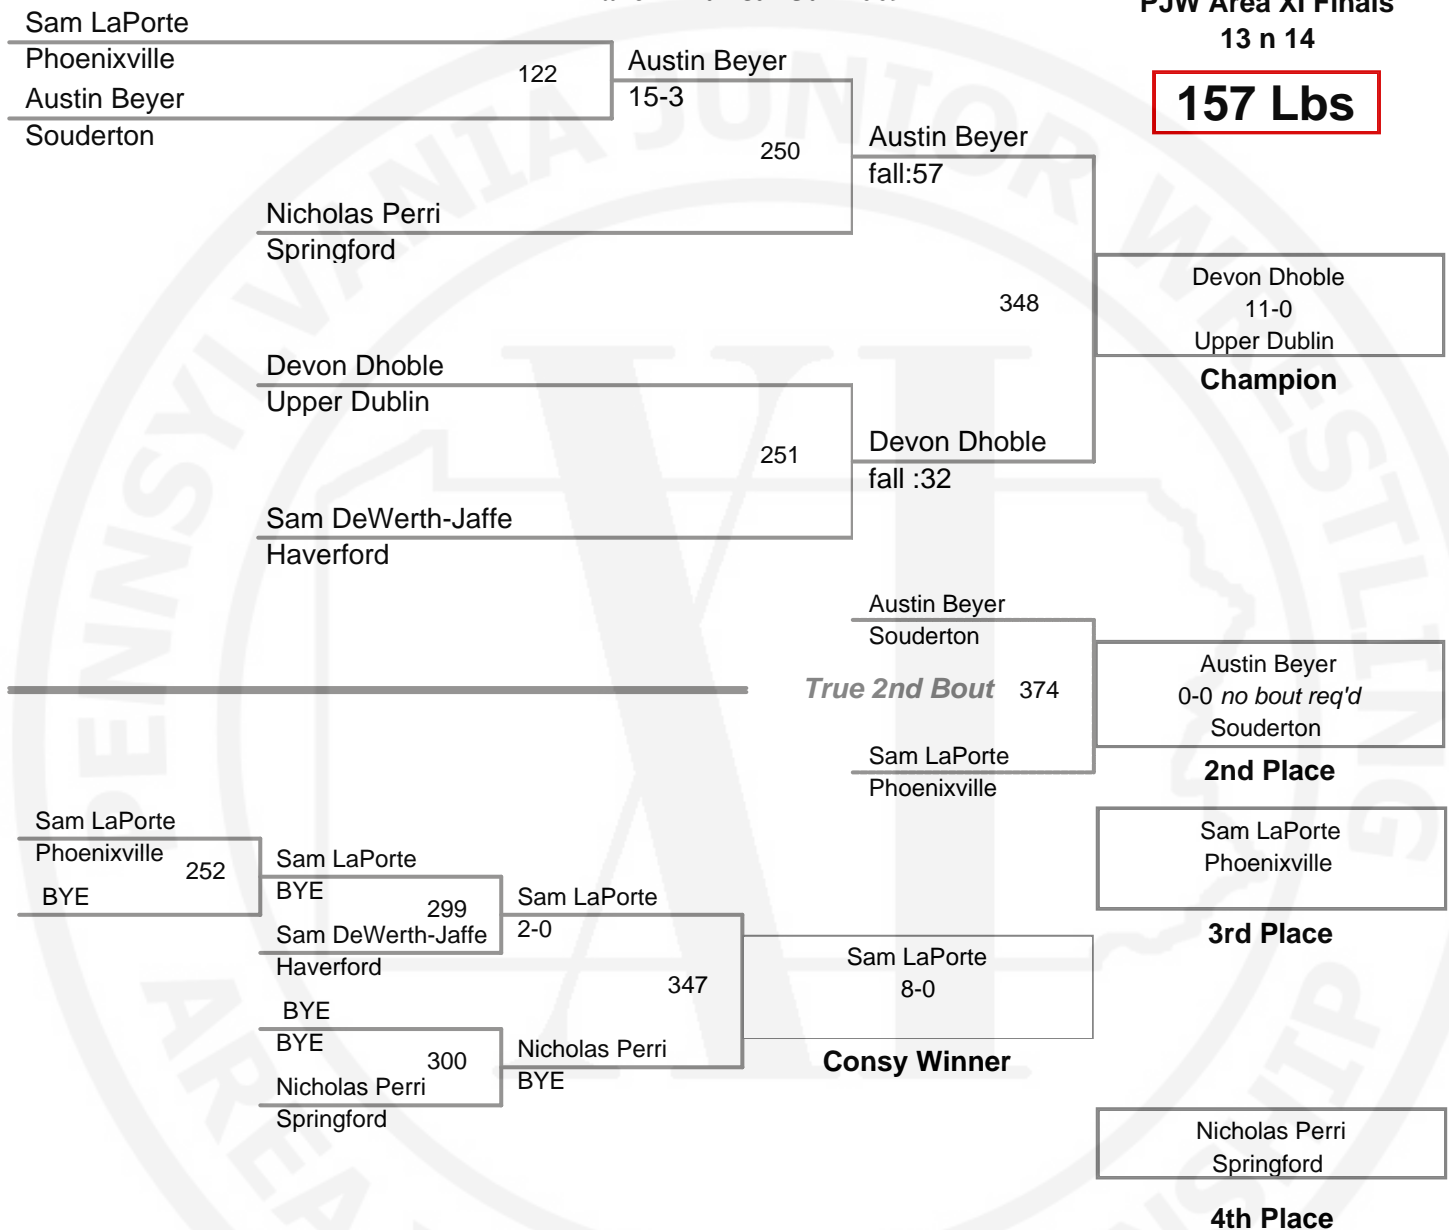 PJW Area XI Finals
13 n 14
157 Lbs
Sam LaPorte
Phoenixville
122
Austin Beyer
Souderton
Austin Beyer
15-3
250
Nicholas Perri
Springford
Austin Beyer
fall:57
348
Devon Dhoble
Upper Dublin
251
Sam DeWerth-Jaffe
Haverford
Devon Dhoble
fall :32
Devon Dhoble
11-0
Upper Dublin
Champion
Austin Beyer
Souderton
True 2nd Bout 374
Sam LaPorte
Phoenixville
Austin Beyer
0-0 no bout req'd
Souderton
2nd Place
Sam LaPorte
Phoenixville
252
BYE
Sam LaPorte
BYE
299
Sam DeWerth-Jaffe
Haverford
BYE
BYE
300
Nicholas Perri
Springford
Sam LaPorte
2-0
347
Nicholas Perri
BYE
Sam LaPorte
8-0
Consy Winner
Sam LaPorte
Phoenixville
3rd Place
Nicholas Perri
Springford
4th Place
PENNSYLVANIA JUNIOR WRESTLING
XI
AREA